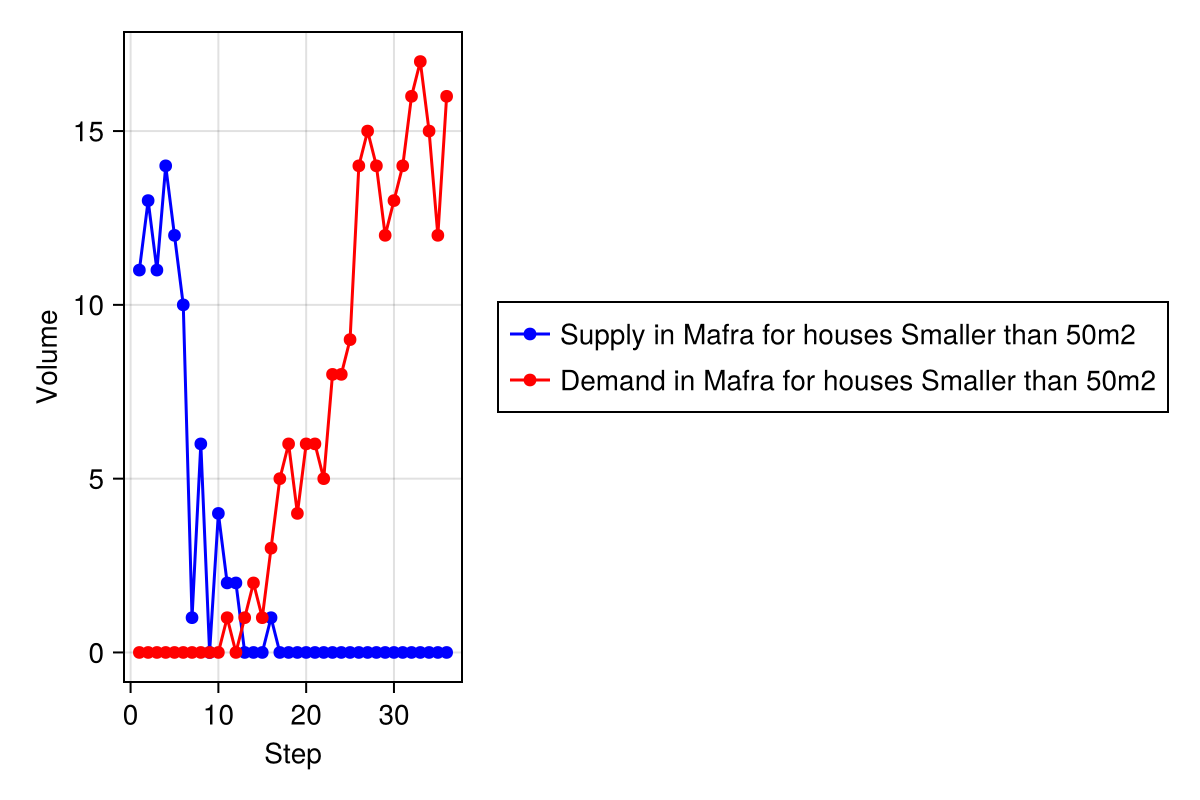 Volume
15
10
5
0
0 10 20 30
Step
Supply in Mafra for houses Smaller than 50m2
Demand in Mafra for houses Smaller than 50m2